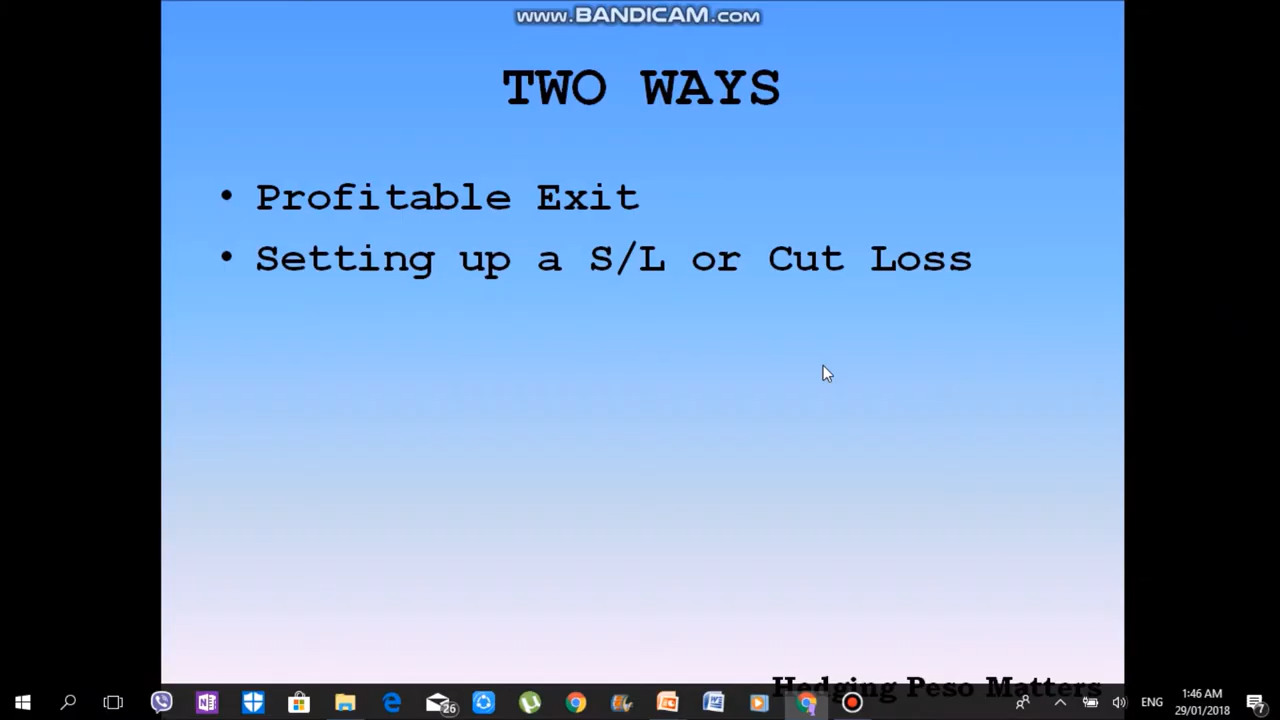 www.BANDICAM.com
TWO WAYS
• Profitable Exit
• Setting up a S/L or Cut Loss
Hedging Peso Matters
26
ENG
1:46 AM
29/01/2018
7